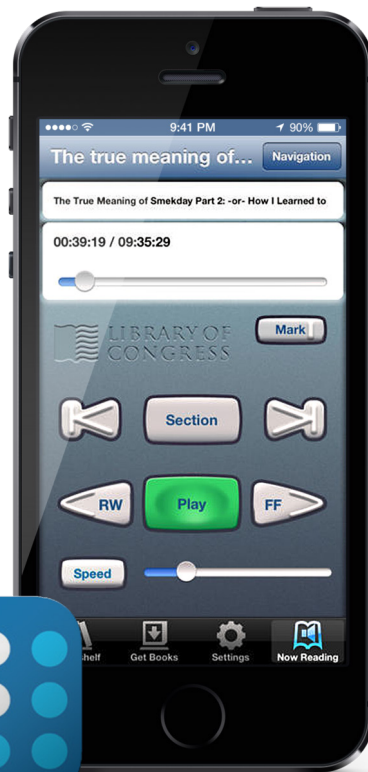 9:41 PM
90%
The true meaning of...
Navigation
The True Meaning of Smekday Part 2: -or- How I Learned to
00:39:19 / 09:35:29
LIBRARY OF
CONGRESS
Mark
Section
RW
Play
FF
Speed
helf
Get Books
Settings
Now Reading